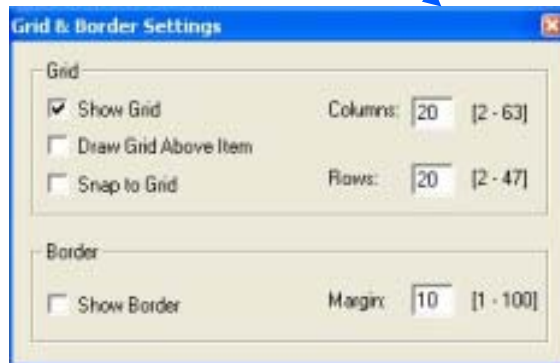 Grid & Border Settings
Grid
Show Grid Columns: 20 [2 - 63]
Draw Grid Above Item
Snap to Grid Rows: 20 [2 - 47]
Border
Show Border Margin: 10 [1 - 100]